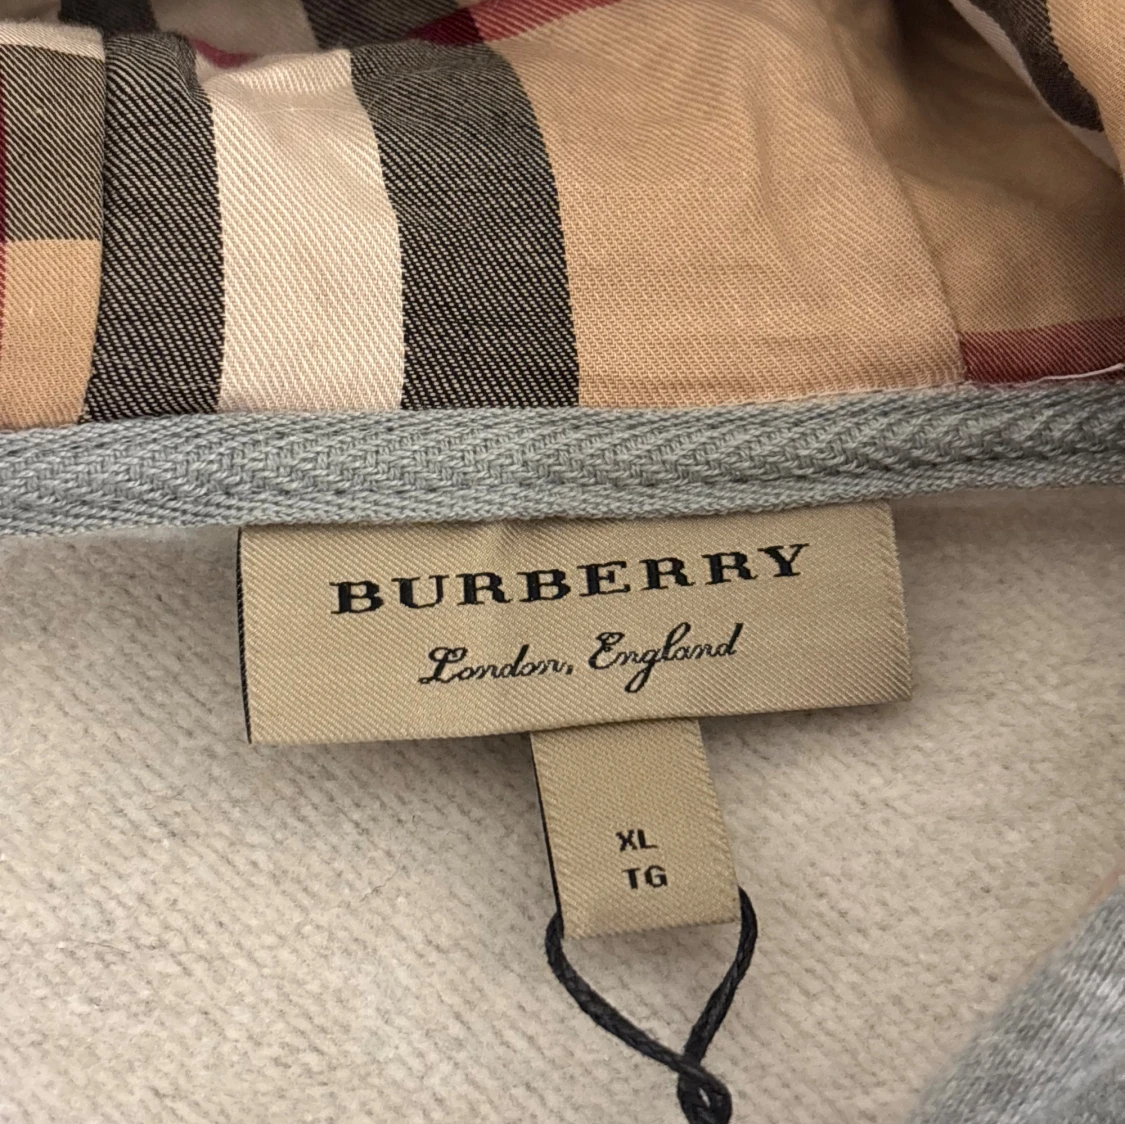 BURBERRY
London, England
XL
TG